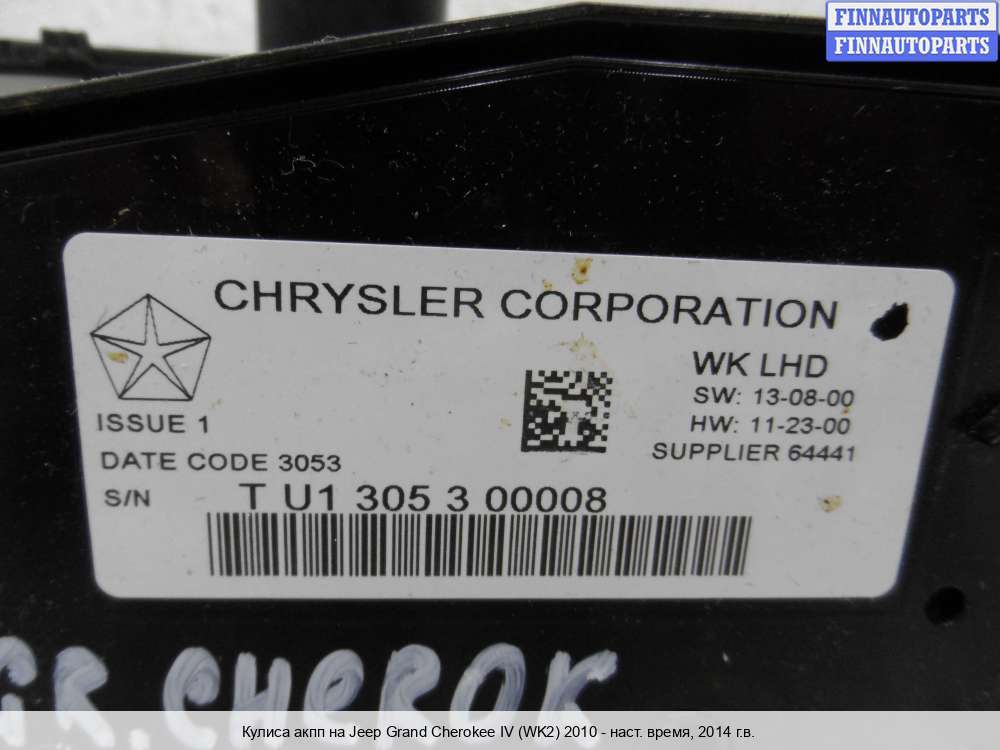 FINNAUTOPARTS
FINNAUTOPARTS
CHRYSLER CORPORATION
WK LHD
SW: 13-08-00
HW: 11-23-00
SUPPLIER 64441
ISSUE 1
DATE CODE 3053
S/N T U1 305 3 00008
GR. CHEROK
Кулиса акпп на Jeep Grand Cherokee IV (WK2) 2010 - наст. время, 2014 г.в.